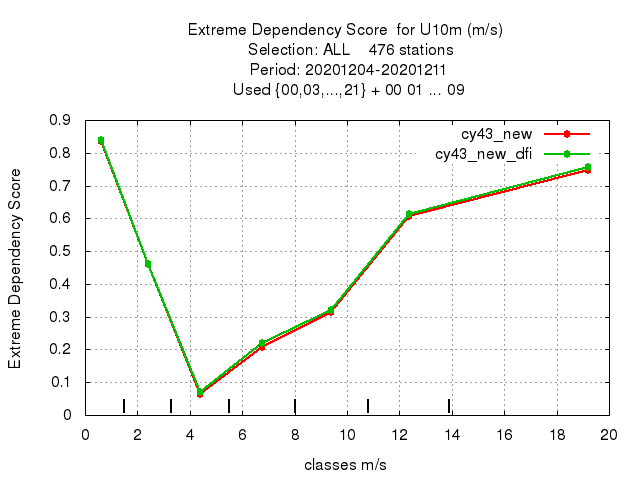 Extreme Dependency Score  for U10m (m/s)
Selection: ALL    476 stations
Period: 20201204-20201211
Used {00,03,...,21} + 00 01 ... 09
cy43_new
cy43_new_dfi
Extreme Dependency Score
0.9
0.8
0.7
0.6
0.5
0.4
0.3
0.2
0.1
0
0 2 4 6 8 10 12 14 16 18 20
classes m/s